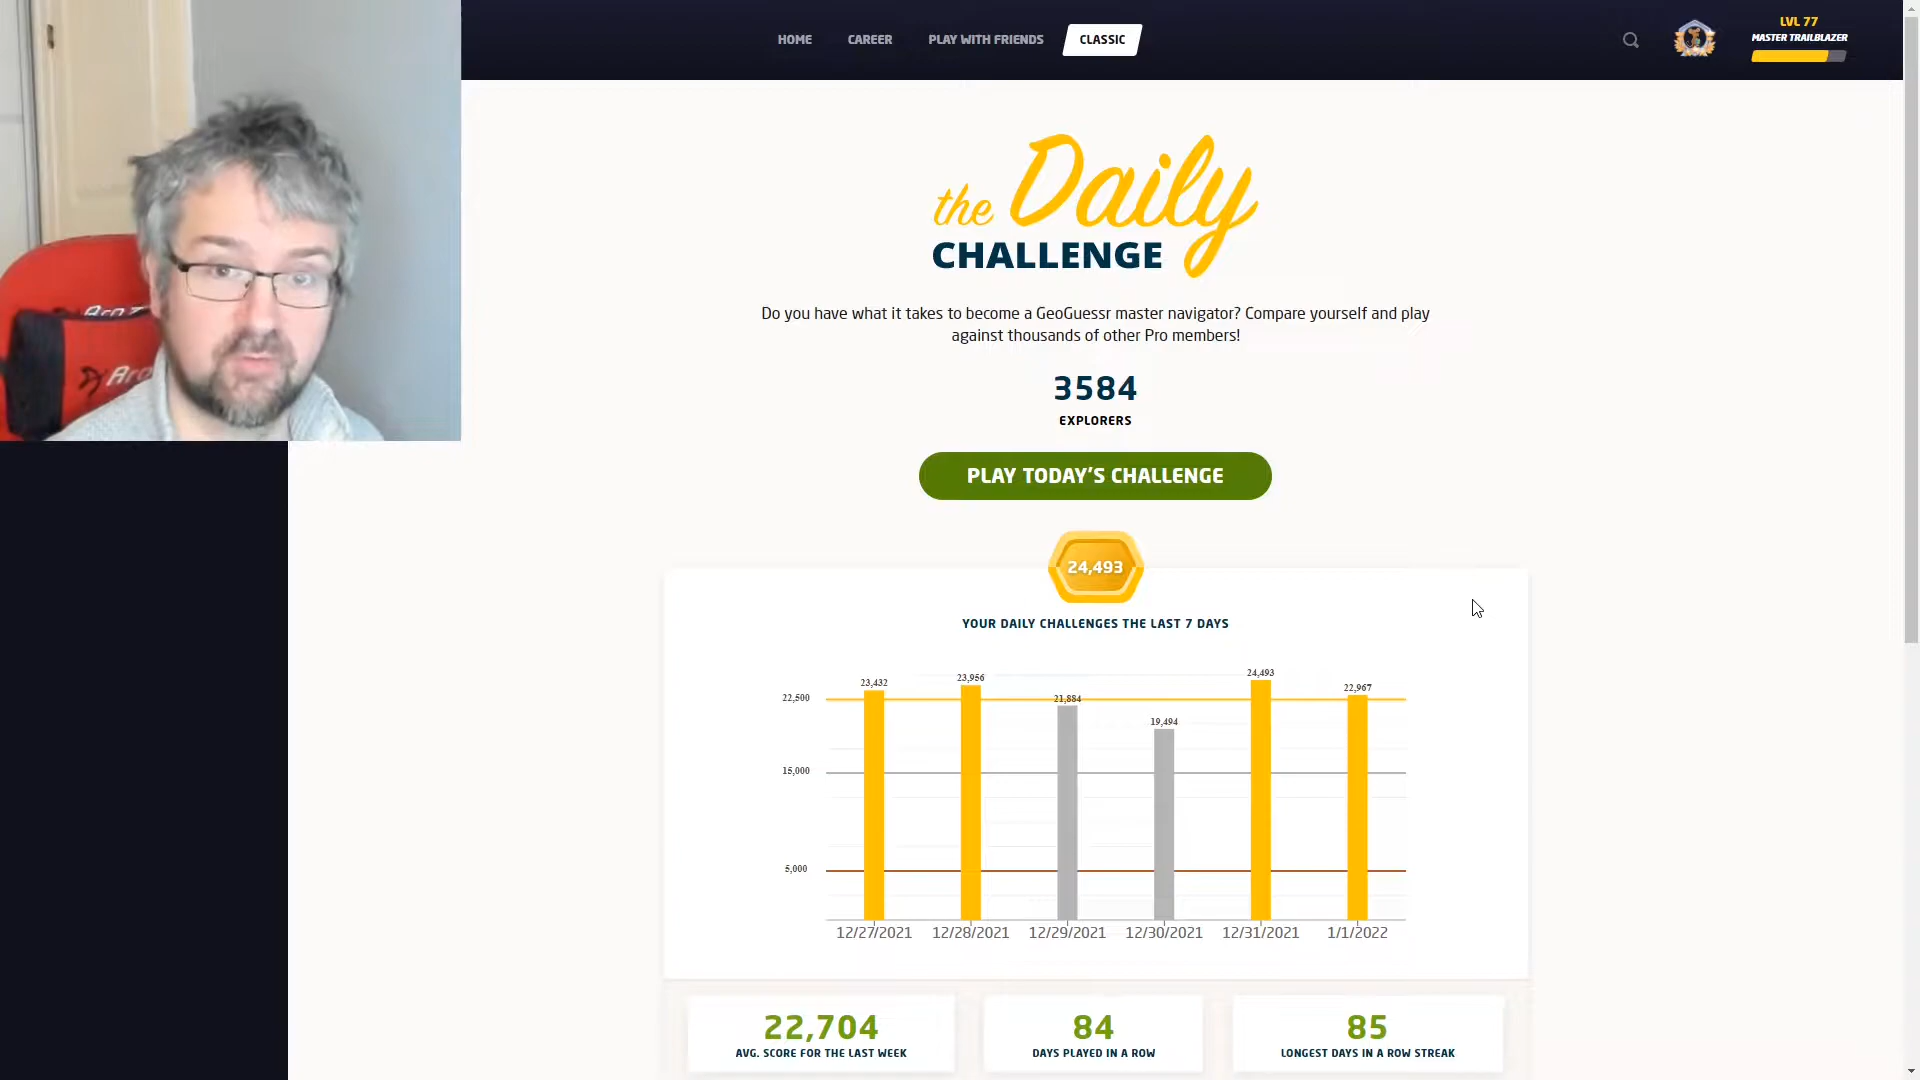 HOME CAREER PLAY WITH FRIENDS CLASSIC
LVL 77
MASTER TRAILBLAZER
the Daily
CHALLENGE
Do you have what it takes to become a GeoGuessr master navigator? Compare yourself and play
against thousands of other Pro members!
3584
EXPLORERS
PLAY TODAY'S CHALLENGE
24,493
YOUR DAILY CHALLENGES THE LAST 7 DAYS
23,432 23,956 21,884 19,494 24,493 22,967
22,500
15,000
5,000
12/27/2021 12/28/2021 12/29/2021 12/30/2021 12/31/2021 1/1/2022
22,704 84 85
AVG. SCORE FOR THE LAST WEEK DAYS PLAYED IN A ROW LONGEST DAYS IN A ROW STREAK